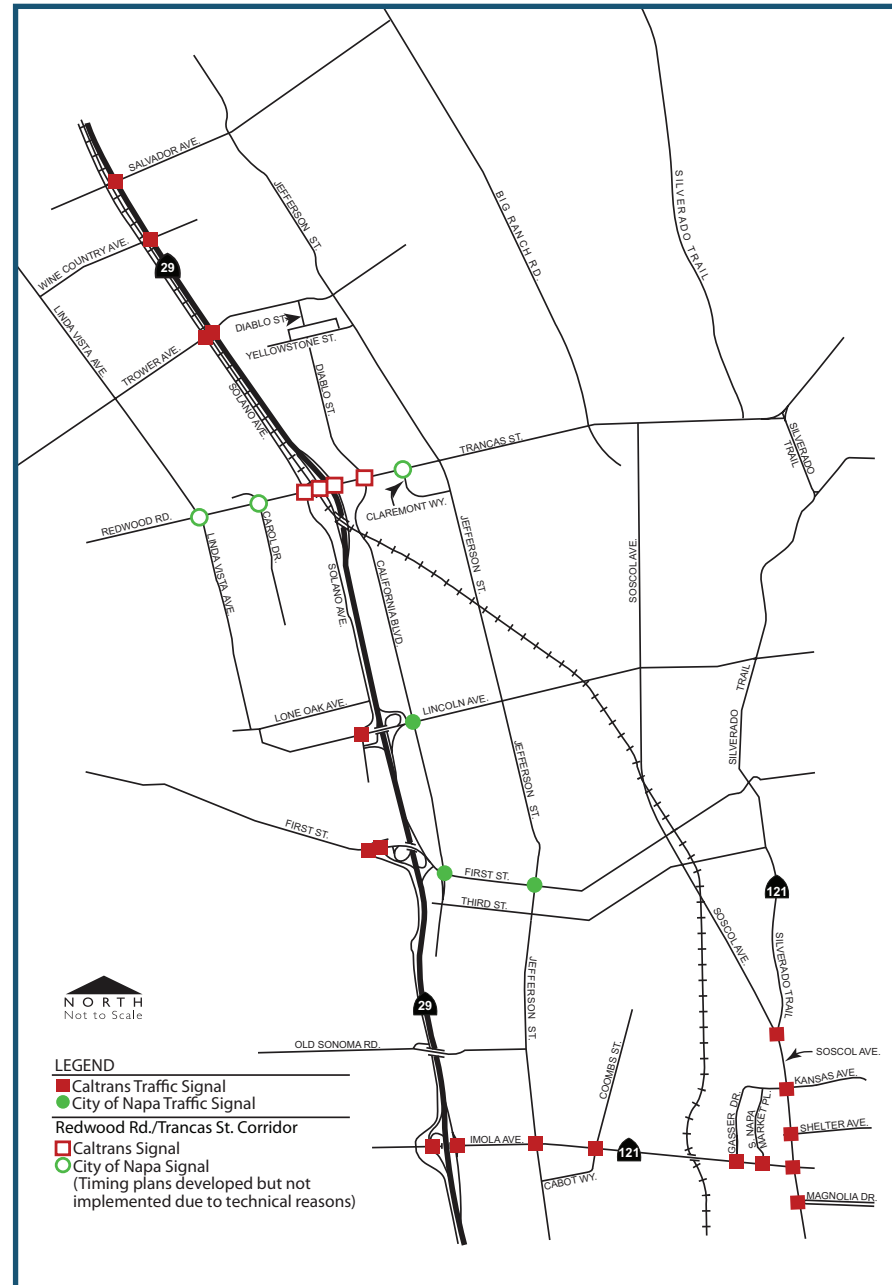 SALVADOR AVE.
JEFFERSON ST.
BIG RANCH RD.
SILVERADO TRAIL
WINE COUNTRY AVE.
29
LINDA VISTA AVE.
TROWER AVE.
DIABLO ST.
YELLOWSTONE ST.
SOLANO AVE.
DIABLO ST.
TRANCAS ST.
SILVERADO TRAIL
REDWOOD RD.
CAROL DR.
CLAREMONT WY.
LINDA VISTA AVE.
SOLANO AVE.
CALIFORNIA BLVD.
JEFFERSON ST.
SOSCOL AVE.
SILVERADO TRAIL
LONE OAK AVE.
LINCOLN AVE.
JEFFERSON ST.
FIRST ST.
FIRST ST.
THIRD ST.
121
SOSCOL AVE.
SILVERADO TRAIL
JEFFERSON ST.
NORTH
Not to Scale
29
OLD SONOMA RD.
COOMBS ST.
SOSCOL AVE.
KANSAS AVE.
GASSER DR.
S. NAPA
MARKET PL.
SHELTER AVE.
IMOLA AVE.
121
CABOT WY.
MAGNOLIA DR.
LEGEND
Caltrans Traffic Signal
City of Napa Traffic Signal
Redwood Rd./Trancas St. Corridor
Caltrans Signal
City of Napa Signal
(Timing plans developed but not
implemented due to technical reasons)